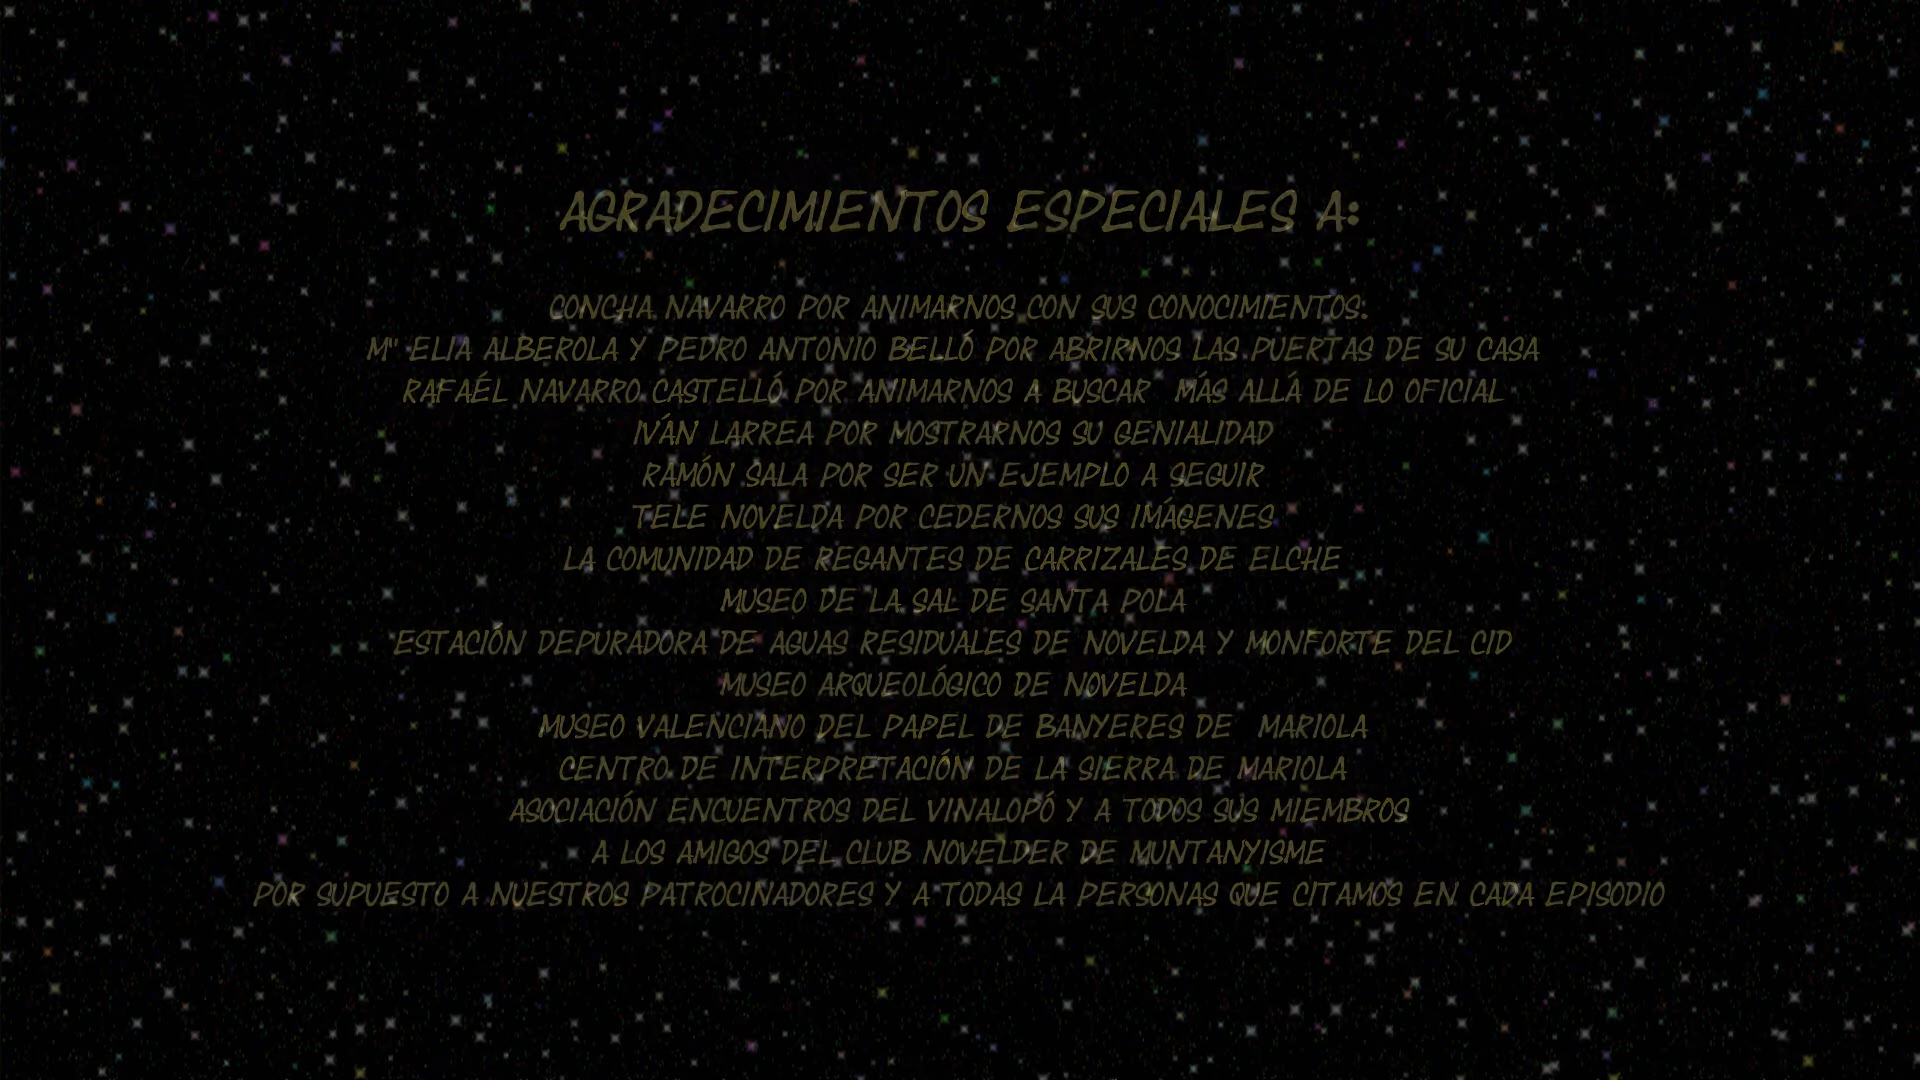 AGRADECIMIENTOS ESPECIALES A:
CONCHA NAVARRO POR ANIMARNOS CON SUS CONOCIMIENTOS.
Mª ELIA ALBEROLA Y PEDRO ANTONIO BELLÓ POR ABRIRNOS LAS PUERTAS DE SU CASA
RAFAÉL NAVARRO CASTELLÓ POR ANIMARNOS A BUSCAR MÁS ALLÁ DE LO OFICIAL
IVÁN LARREA POR MOSTRARNOS SU GENIALIDAD
RAMÓN SALA POR SER UN EJEMPLO A SEGUIR
TELE NOVELDA POR CEDERNOS SUS IMÁGENES
LA COMUNIDAD DE REGANTES DE CARRIZALES DE ELCHE
MUSEO DE LA SAL DE SANTA POLA
ESTACIÓN DEPURADORA DE AGUAS RESIDUALES DE NOVELDA Y MONFORTE DEL CID
MUSEO ARQUEOLÓGICO DE NOVELDA
MUSEO VALENCIANO DEL PAPEL DE BANYERES DE MARIOLA
CENTRO DE INTERPRETACIÓN DE LA SIERRA DE MARIOLA
ASOCIACIÓN ENCUENTROS DEL VINALOPÓ Y A TODOS SUS MIEMBROS
A LOS AMIGOS DEL CLUB NOVELDER DE MUNTANYISME
POR SUPUESTO A NUESTROS PATROCINADORES Y A TODAS LA PERSONAS QUE CITAMOS EN CADA EPISODIO